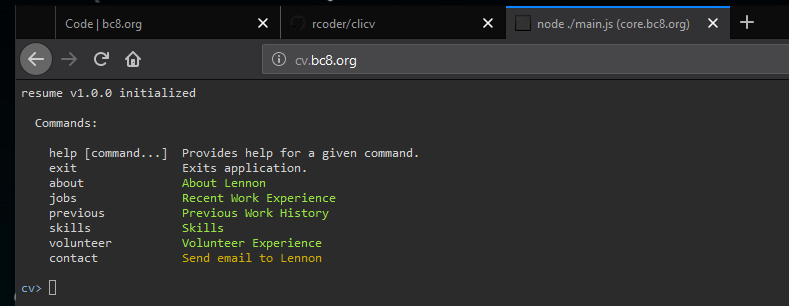 Code | bc8.org
rcoder/clicv
node ./main.js (core.bc8.org)
cv.bc8.org
resume v1.0.0 initialized
Commands:
help [command...] Provides help for a given command.
exit Exits application.
about About Lennon
jobs Recent Work Experience
previous Previous Work History
skills Skills
volunteer Volunteer Experience
contact Send email to Lennon
cv>